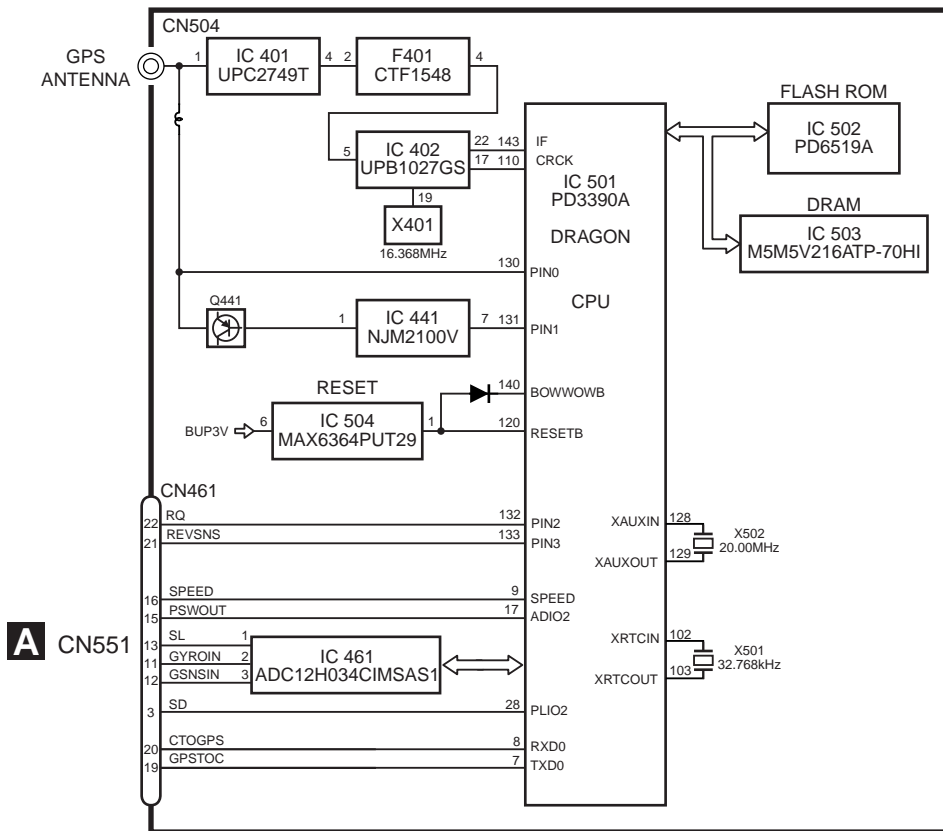 CN504
GPS
ANTENNA
1
IC 401
UPC2749T
4
2
F401
CTF1548
4
5
IC 402
UPB1027GS
22
17
19
X401
16.368MHz
143
110
IF
CRCK
IC 501
PD3390A
DRAGON
CPU
FLASH ROM
IC 502
PD6519A
DRAM
IC 503
M5M5V216ATP-70HI
130
PIN0
Q441
1
IC 441
NJM2100V
7
131
PIN1
RESET
BUP3V
6
IC 504
MAX6364PUT29
1
140
BOWWOWB
120
RESETB
CN461
22
RQ
132
PIN2
21
REVSNS
133
PIN3
XAUXIN
128
XAUXOUT
129
X502
20.00MHz
16
SPEED
9
SPEED
15
PSWOUT
17
ADIO2
A
CN551
13
SL
1
11
GYROIN
2
12
GSNSIN
3
IC 461
ADC12H034CIMSAS1
XRTCIN
102
XRTCOUT
103
X501
32.768kHz
3
SD
28
PLIO2
20
CTOGPS
8
RXD0
19
GPSTOC
7
TXD0